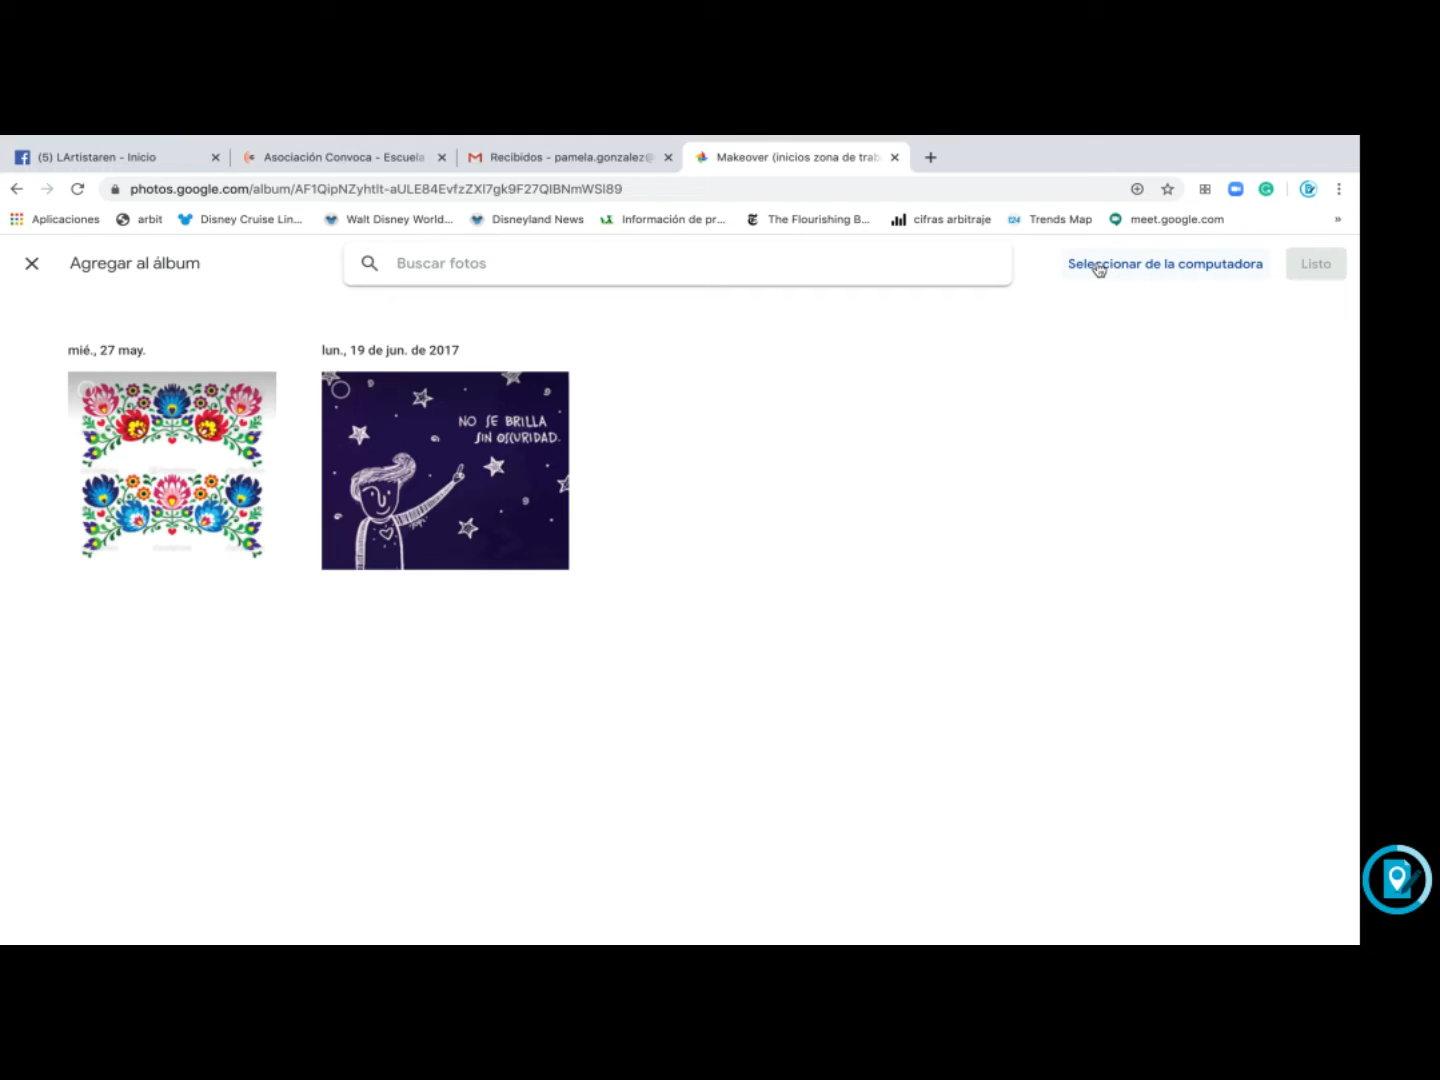 (5) LArtistaren - Inicio
Asociación Convoca - Escuela
Recibidos - pamela.gonzalez@
Makeover (inicios zona de trab
photos.google.com/album/AF1QipNZyhtlt-aULE84EvfzZXl7gk9F27QIBNmWSl89
Aplicaciones
arbit
Disney Cruise Lin...
Walt Disney World...
Disneyland News
Información de pr...
The Flourishing B...
cifras arbitraje
Trends Map
meet.google.com
»
Agregar al álbum
Buscar fotos
Seleccionar de la computadora
Listo
mié., 27 may.
lun., 19 de jun. de 2017
NO SE BRILLA
SIN OSCURIDAD.